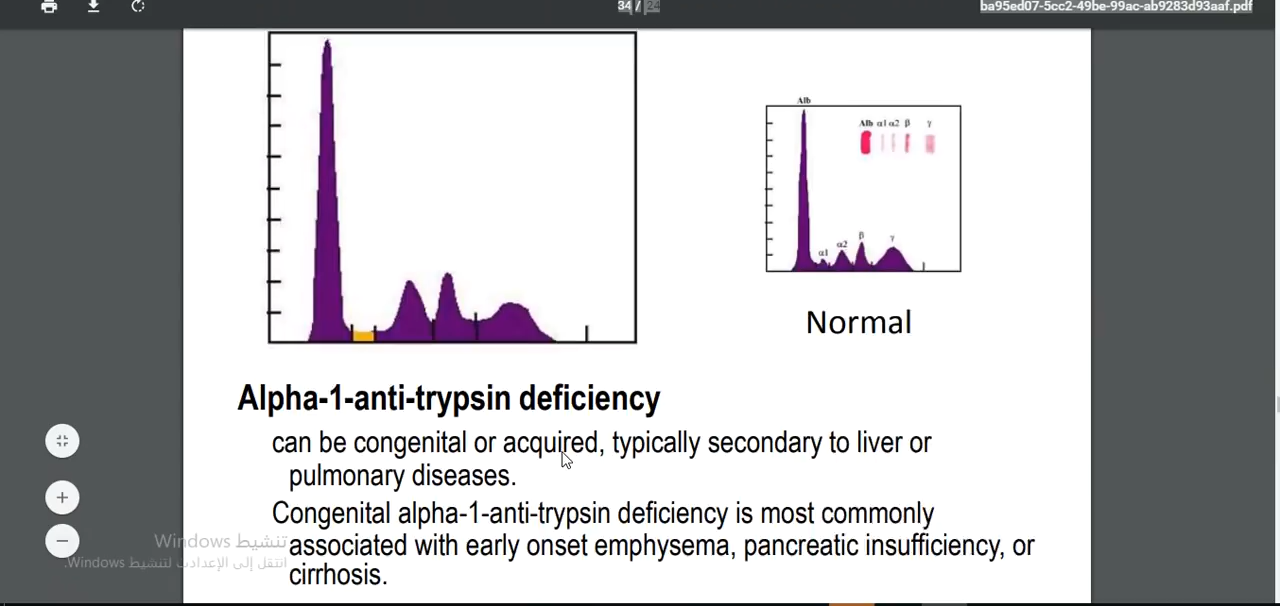 34 / 24
ba95ed07-5cc2-49be-99ac-ab9283d93aaf.pdf
Alb
Alb α1 α2 β γ
α1 α2 β γ
Normal
Alpha-1-anti-trypsin deficiency
can be congenital or acquired, typically secondary to liver or
pulmonary diseases.
Congenital alpha-1-anti-trypsin deficiency is most commonly
associated with early onset emphysema, pancreatic insufficiency, or
cirrhosis.
تنشيط Windows
انتقل إلى الإعدادات لتنشيط Windows.